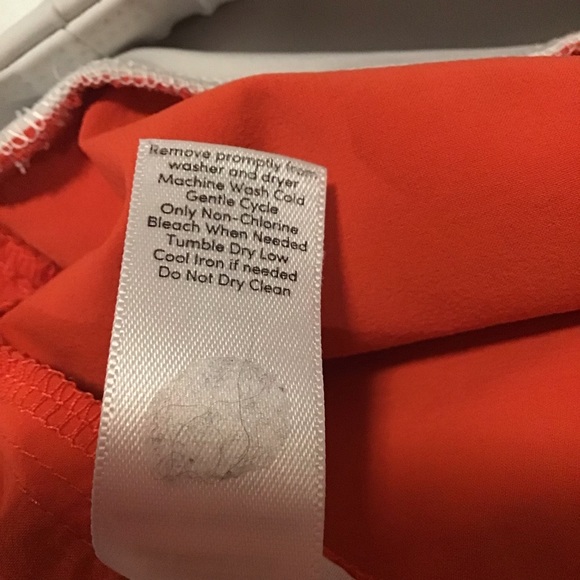 Remove promptly from
washer and dryer
Machine Wash Cold
Gentle Cycle
Only Non-Chlorine
Bleach When Needed
Tumble Dry Low
Cool Iron if needed
Do Not Dry Clean